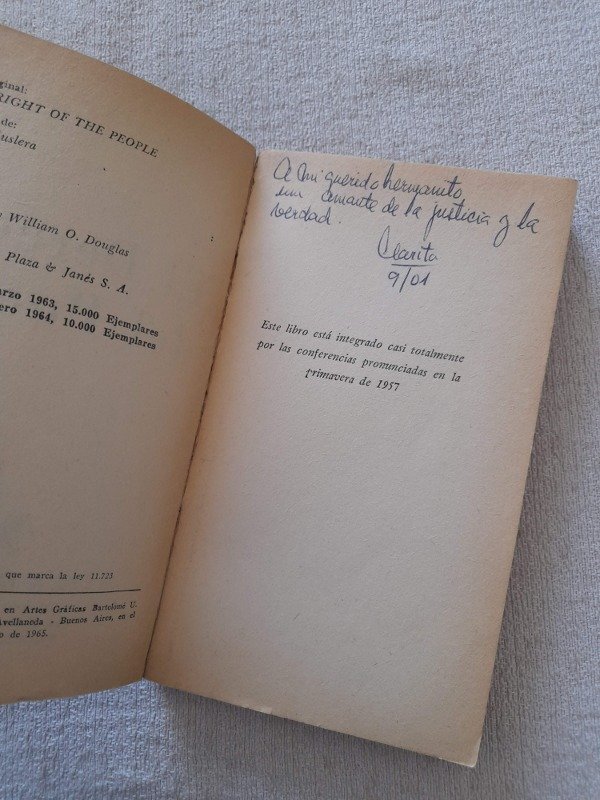 ginal:
RIGHT OF THE PEOPLE
de:
uslera
William O. Douglas
Plaza & Janés S. A.
arzo 1963, 15.000 Ejemplares
ero 1964, 10.000 Ejemplares
que marca la ley 11.723
en Artes Gráficas Bartolomé U.
Avellaneda - Buenos Aires, en el
o de 1965.
A mi querido hermanito
un amante de la justicia y la
verdad.
Clarita
9/01
Este libro está integrado casi totalmente
por las conferencias pronunciadas en la
primavera de 1957